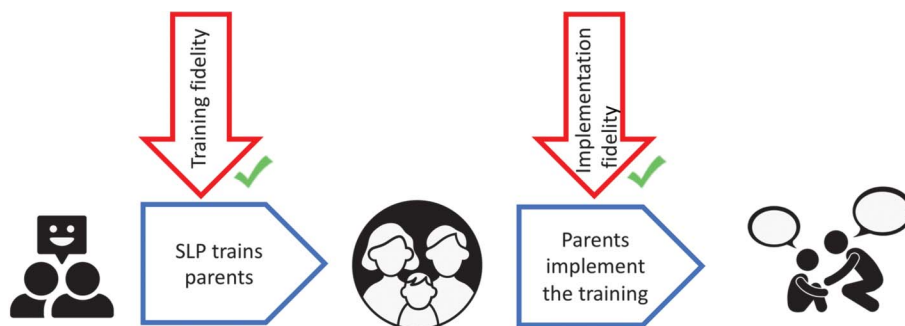 Training fidelity
Implementation
fidelity
SLP trains
parents
Parents
implement
the training